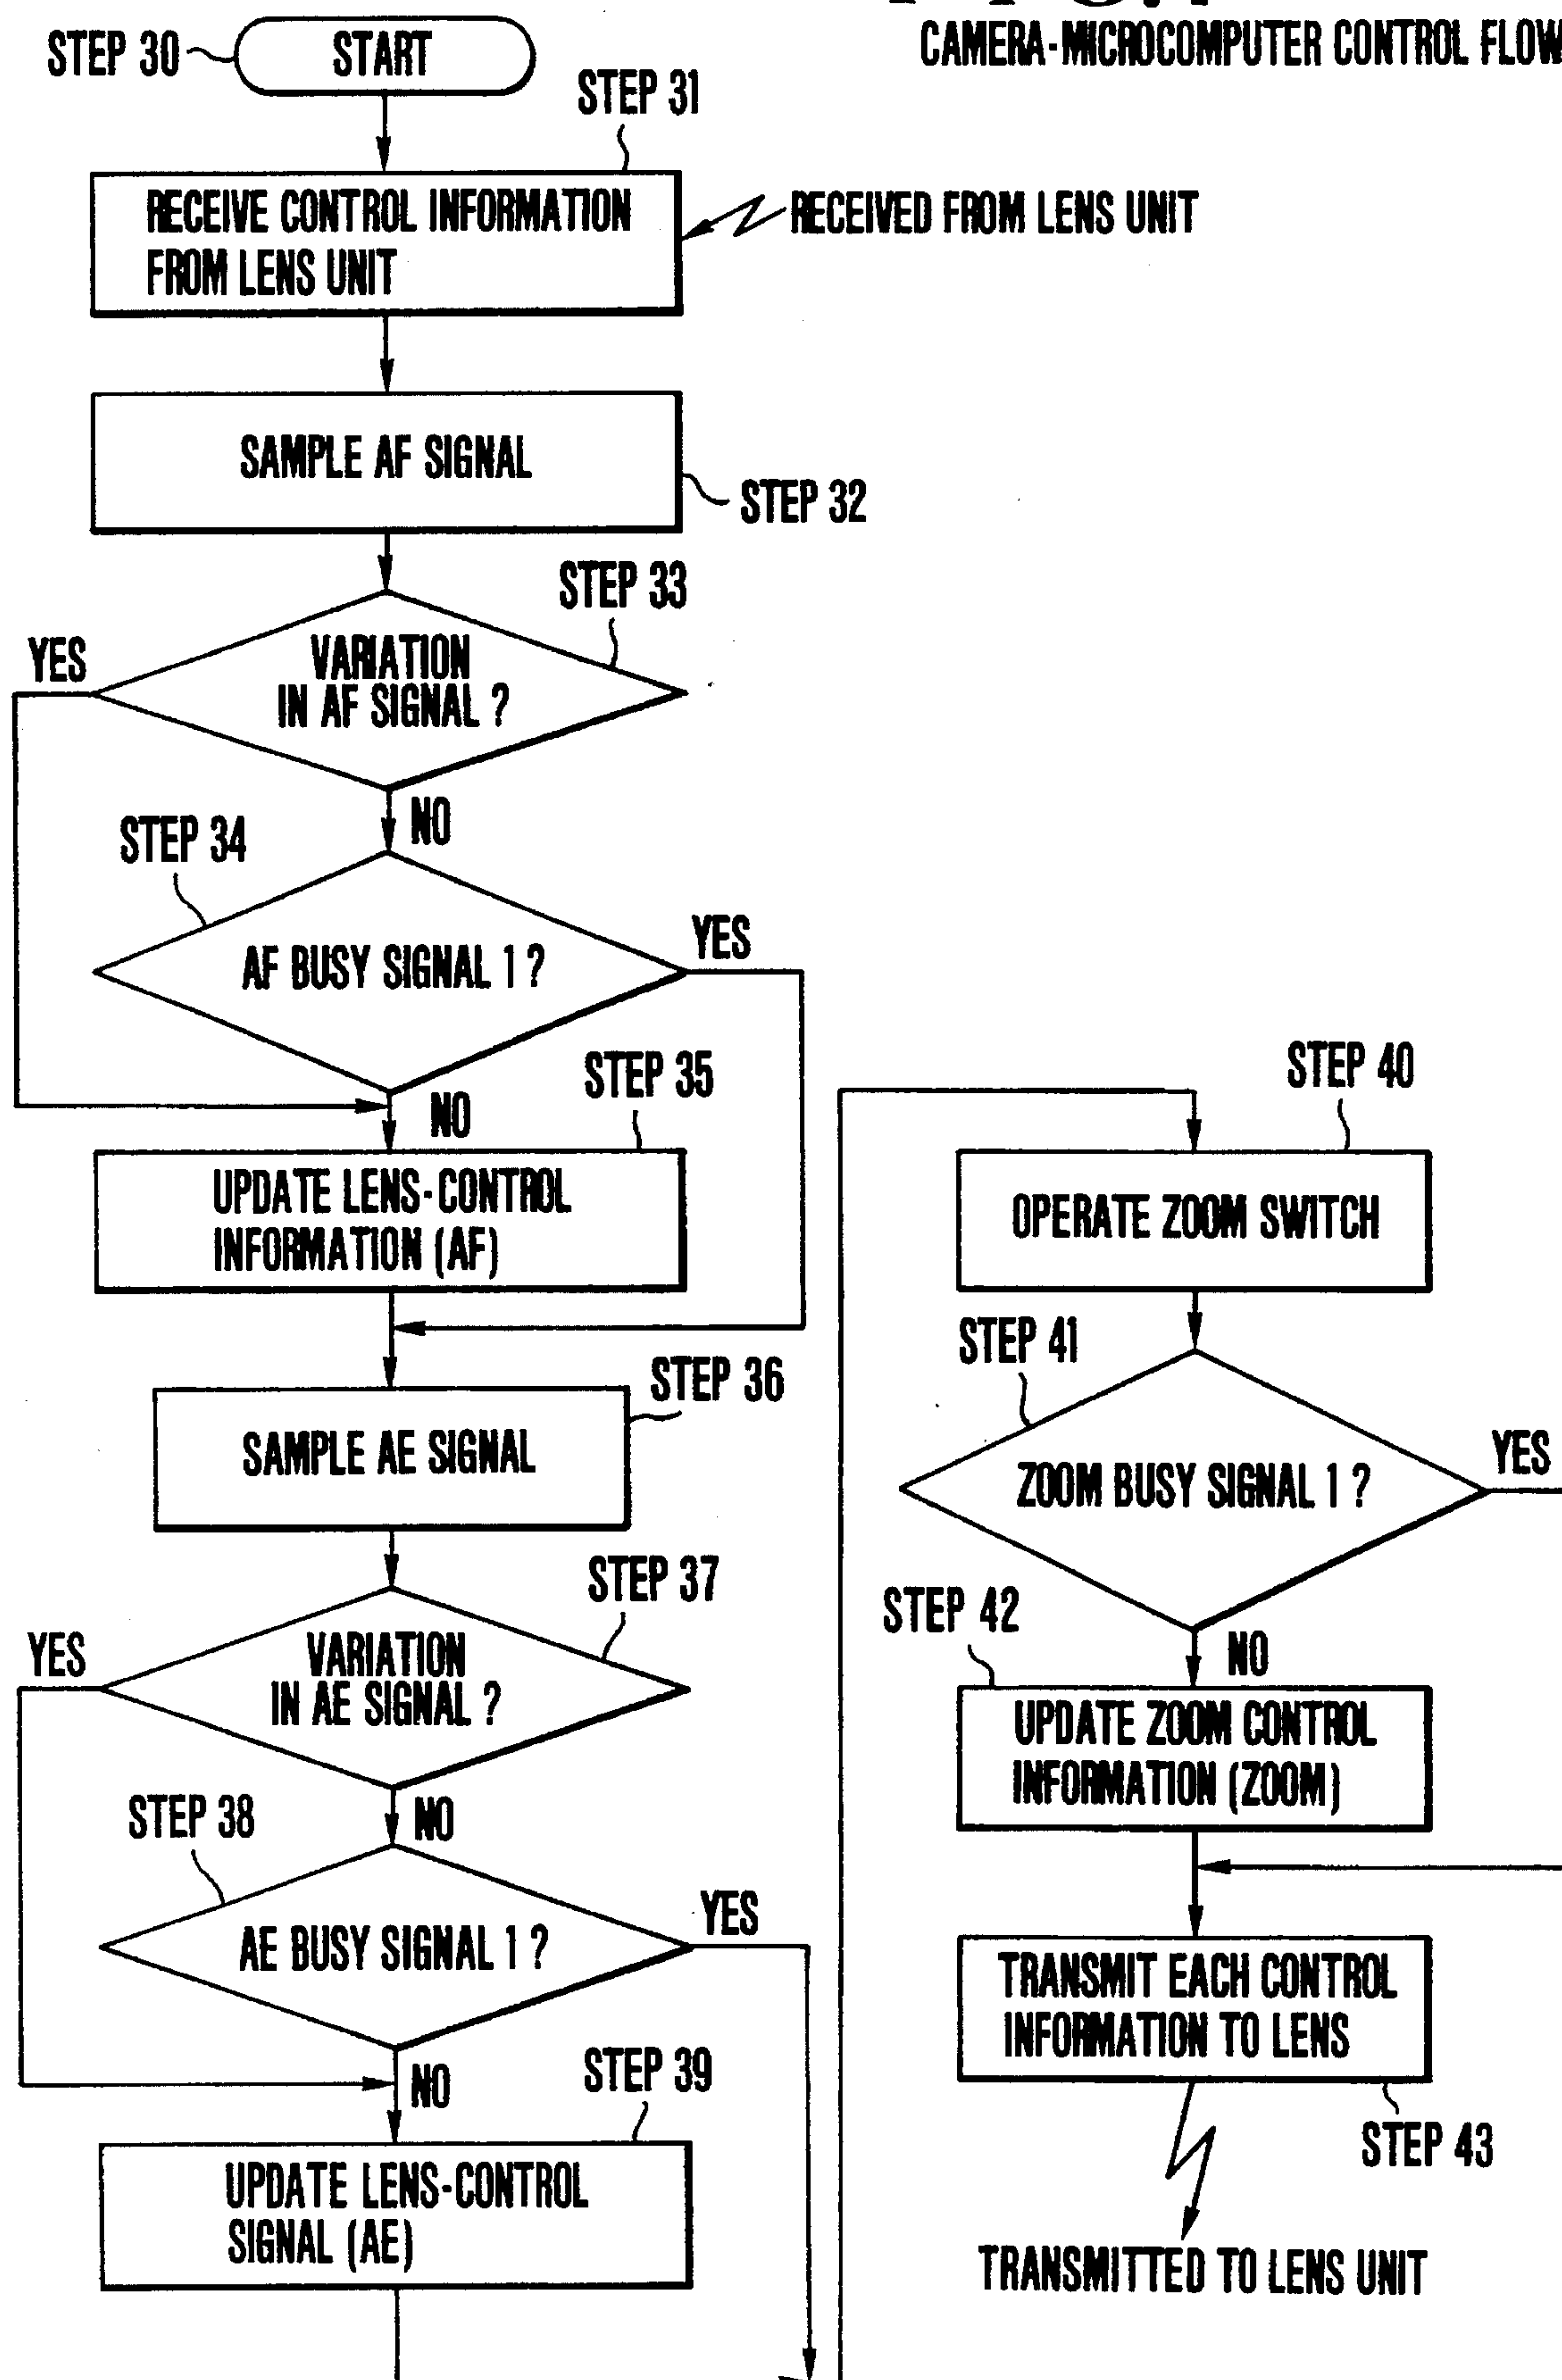 CAMERA-MICROCOMPUTER CONTROL FLOW
STEP 30
START
STEP 31
RECEIVE CONTROL INFORMATION
FROM LENS UNIT
RECEIVED FROM LENS UNIT
SAMPLE AF SIGNAL
STEP 32
STEP 33
YES
VARIATION
IN AF SIGNAL ?
NO
STEP 34
AF BUSY SIGNAL 1 ?
YES
NO
STEP 35
UPDATE LENS-CONTROL
INFORMATION (AF)
STEP 36
SAMPLE AE SIGNAL
STEP 37
YES
VARIATION
IN AE SIGNAL ?
NO
STEP 38
AE BUSY SIGNAL 1 ?
YES
NO
STEP 39
UPDATE LENS-CONTROL
SIGNAL (AE)
STEP 40
OPERATE ZOOM SWITCH
STEP 41
ZOOM BUSY SIGNAL 1 ?
YES
NO
STEP 42
UPDATE ZOOM CONTROL
INFORMATION (ZOOM)
TRANSMIT EACH CONTROL
INFORMATION TO LENS
STEP 43
TRANSMITTED TO LENS UNIT